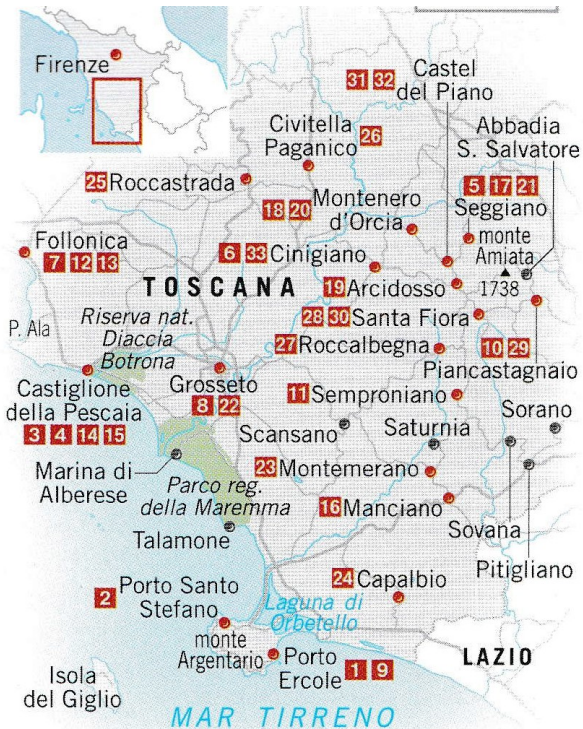 Firenze
31 32
Castel
del Piano
Civitella
Paganico
26
Abbadia
S. Salvatore
25 Roccastrada
5 17 21
Seggiano
18 20
Montenero
d'Orcia
Follonica
7 12 13
6 33 Cinigiano
monte
Amiata
1738
TOSCANA
19 Arcidosso
P. Ala
Riserva nat.
Diaccia
Botrona
28 30 Santa Fiora
27 Roccalbegna
10 29
Piancastagnaio
Castiglione
della Pescaia
3 4 14 15
Grosseto
8 22
11 Semproniano
Sorano
Scansano
Saturnia
Marina di
Alberese
23 Montemerano
Parco reg.
della Maremma
16 Manciano
Sovana
Talamone
Pitigliano
2
Porto Santo
Stefano
24 Capalbio
Laguna di
Orbetello
monte
Argentario
Porto
Ercole
1 9
LAZIO
Isola
del Giglio
MAR TIRRENO